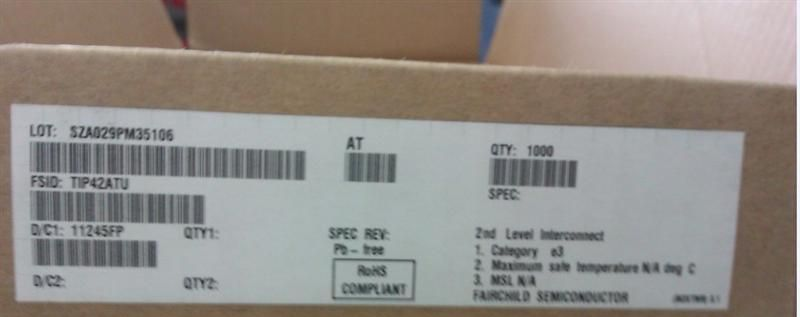 LOT: SZA029PM35106
AT
QTY: 1000
FSID: TIP42ATU
SPEC:
D/C1: 11245FP QTY1:
SPEC REV:
Pb - free
RoHS
COMPLIANT
D/C2: QTY2:
2nd Level Interconnect
1. Category e3
2. Maximum safe temperature N/A deg C
3. MSL N/A
FAIRCHILD SEMICONDUCTOR